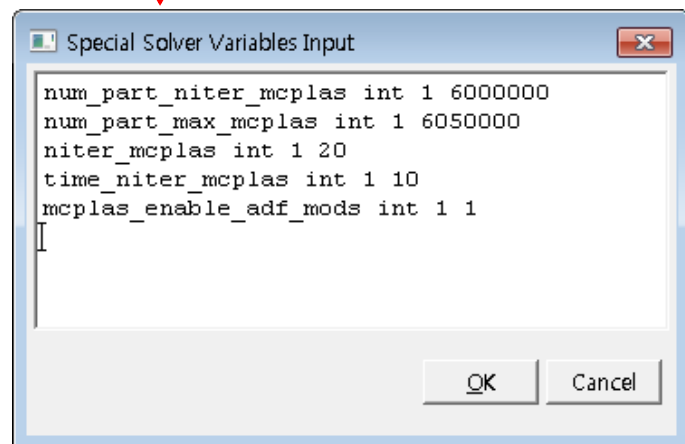 Special Solver Variables Input
num_part_niter_mcplas int 1 6000000
num_part_max_mcplas int 1 6050000
niter_mcplas int 1 20
time_niter_mcplas int 1 10
mcplas_enable_adf_mods int 1 1
OK Cancel